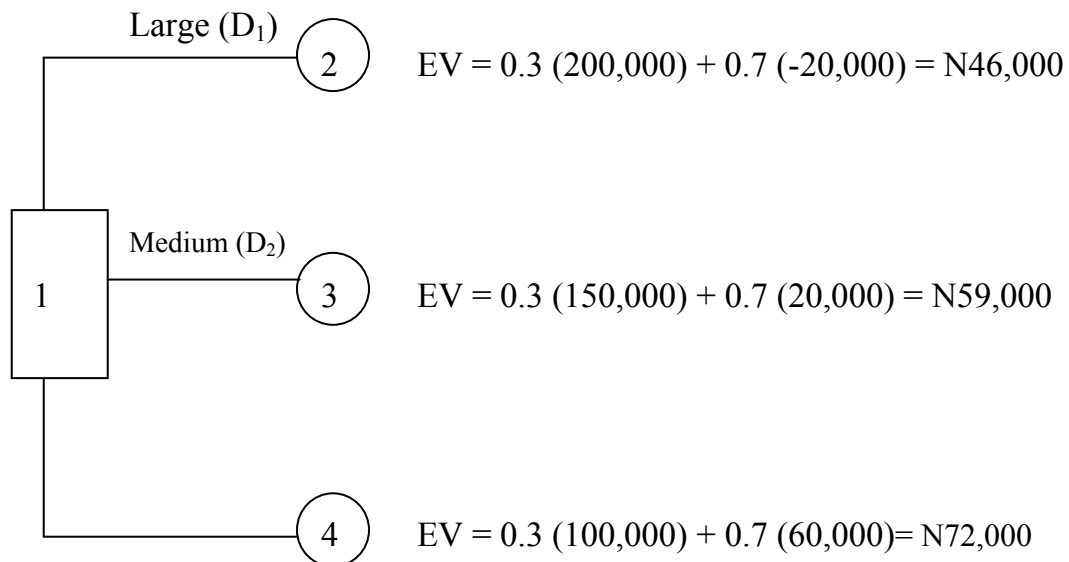 Large (D₁)
2 EV = 0.3 (200,000) + 0.7 (-20,000) = N46,000
Medium (D₂)
1 3 EV = 0.3 (150,000) + 0.7 (20,000) = N59,000
4 EV = 0.3 (100,000) + 0.7 (60,000)= N72,000